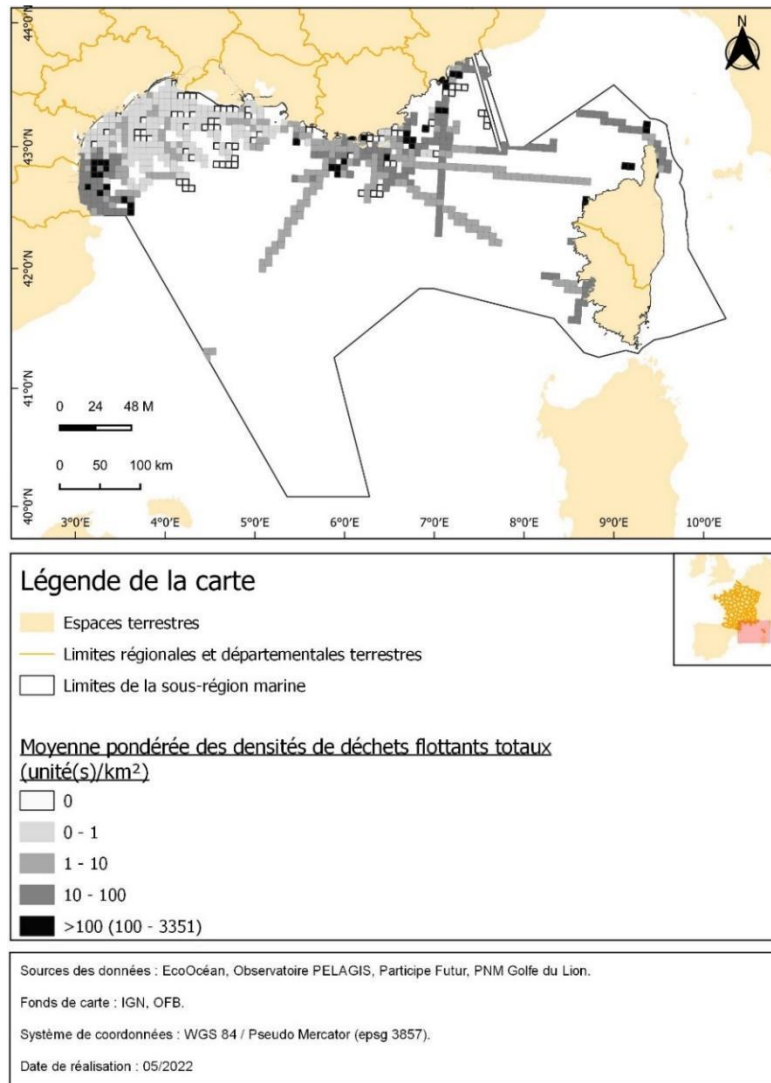 44°0'N
43°0'N
42°0'N
41°0'N
40°0'N
N
0 24 48 M
0 50 100 km
3°0'E 4°0'E 5°0'E 6°0'E 7°0'E 8°0'E 9°0'E 10°0'E
Légende de la carte
Espaces terrestres
Limites régionales et départementales terrestres
Limites de la sous-région marine
Moyenne pondérée des densités de déchets flottants totaux
(unité(s)/km²)
0
0 - 1
1 - 10
10 - 100
>100 (100 - 3351)
Sources des données : EcoOcéan, Observatoire PELAGIS, Participe Futur, PNM Golfe du Lion.
Fonds de carte : IGN, OFB.
Système de coordonnées : WGS 84 / Pseudo Mercator (epsg 3857).
Date de réalisation : 05/2022